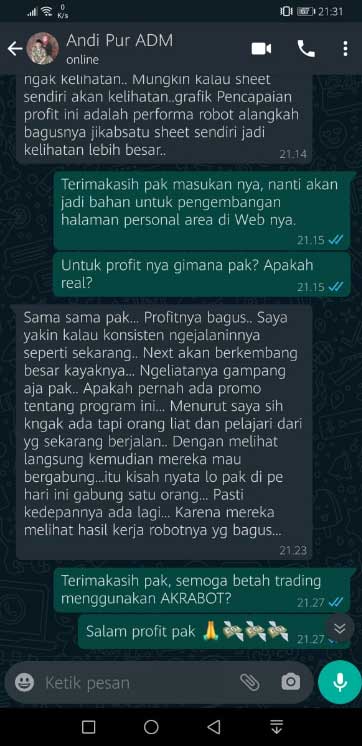 0 K/s
67 21:31
Andi Pur ADM
online
ngak kelihatan.. Mungkin kalau sheet
sendiri akan kelihatan..grafik Pencapaian
profit ini adalah performa robot alangkah
bagusnya jikabsatu sheet sendiri jadi
kelihatan lebih besar..
21.14
Terimakasih pak masukan nya, nanti akan
jadi bahan untuk pengembangan
halaman personal area di Web nya.
21.15
Untuk profit nya gimana pak? Apakah
real?
21.15
Sama sama pak... Profitnya bagus.. Saya
yakin kalau konsisten ngejalaninnya
seperti sekarang.. Next akan berkembang
besar kayaknya... Ngeliatanya gampang
aja pak.. Apakah pernah ada promo
tentang program ini... Menurut saya sih
kngak ada tapi orang liat dan pelajari dari
yg sekarang berjalan.. Dengan melihat
langsung kemudian mereka mau
bergabung...itu kisah nyata lo pak di pe
hari ini gabung satu orang... Pasti
kedepannya ada lagi... Karena mereka
melihat hasil kerja robotnya yg bagus...
21.23
Terimakasih pak, semoga betah trading
menggunakan AKRABOT?
21.27
Salam profit pak 🙏💸💸💸
21.27
Ketik pesan